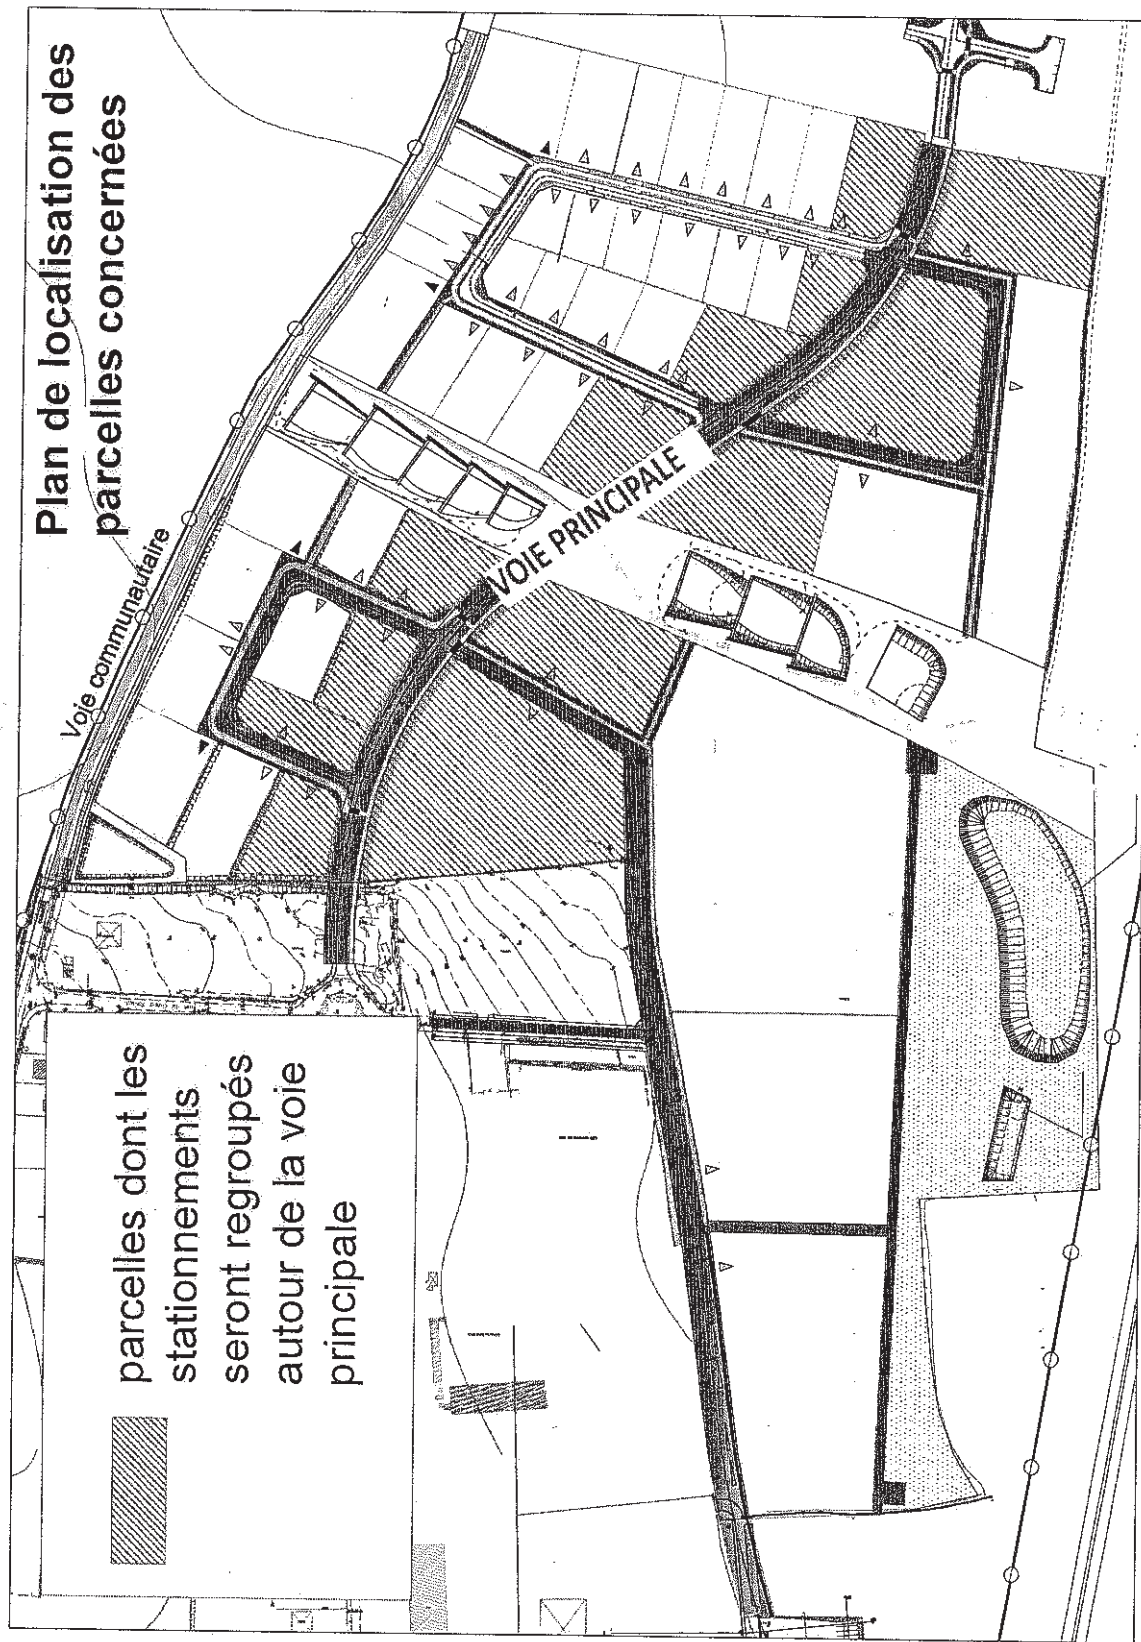 Plan de localisation des
parcelles concernées
Voie communautaire
VOIE PRINCIPALE
parcelles dont les
stationnements
seront regroupés
autour de la voie
principale